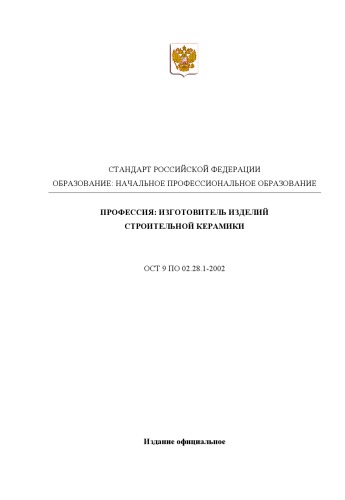 СТАНДАРТ РОССИЙСКОЙ ФЕДЕРАЦИИ
ОБРАЗОВАНИЕ: НАЧАЛЬНОЕ ПРОФЕССИОНАЛЬНОЕ ОБРАЗОВАНИЕ
ПРОФЕССИЯ: ИЗГОТОВИТЕЛЬ ИЗДЕЛИЙ
СТРОИТЕЛЬНОЙ КЕРАМИКИ
ОСТ 9 ПО 02.28.1-2002
Издание официальное